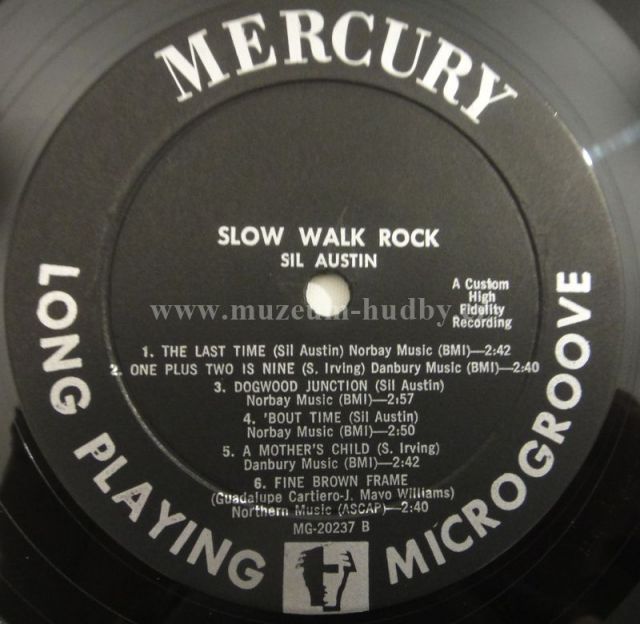 MERCURY
SLOW WALK ROCK
SIL AUSTIN
A Custom
High
Fidelity
Recording
www.muzeum-hudby.cz
1. THE LAST TIME (Sil Austin) Norbay Music (BMI)—2:42
2. ONE PLUS TWO IS NINE (S. Irving) Danbury Music (BMI)—2:40
3. DOGWOOD JUNCTION (Sil Austin)
Norbay Music (BMI)—2:57
4. 'BOUT TIME (Sil Austin)
Norbay Music (BMI)—2:50
5. A MOTHER'S CHILD (S. Irving)
Danbury Music (BMI)—2:42
6. FINE BROWN FRAME
(Guadalupe Cartiero-J. Mayo Williams)
Northern Music (ASCAP)—2:40
MG-20237 B
LONG PLAYING
MICROGROOVE